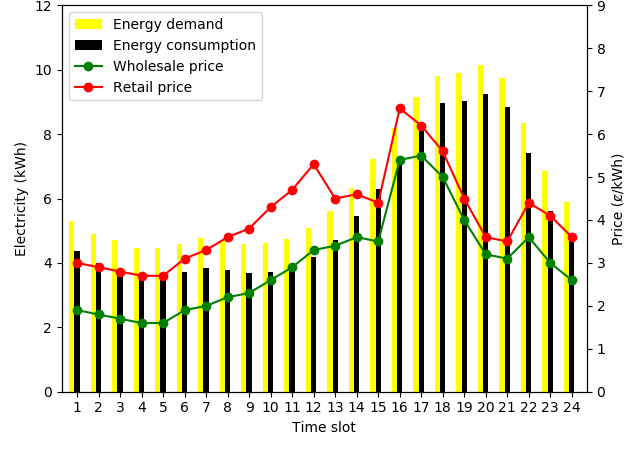 Energy demand
Energy consumption
Wholesale price
Retail price
Electricity (kWh)
0
2
4
6
8
10
12
Price (¢/kWh)
0
1
2
3
4
5
6
7
8
9
1 2 3 4 5 6 7 8 9 10 11 12 13 14 15 16 17 18 19 20 21 22 23 24
Time slot